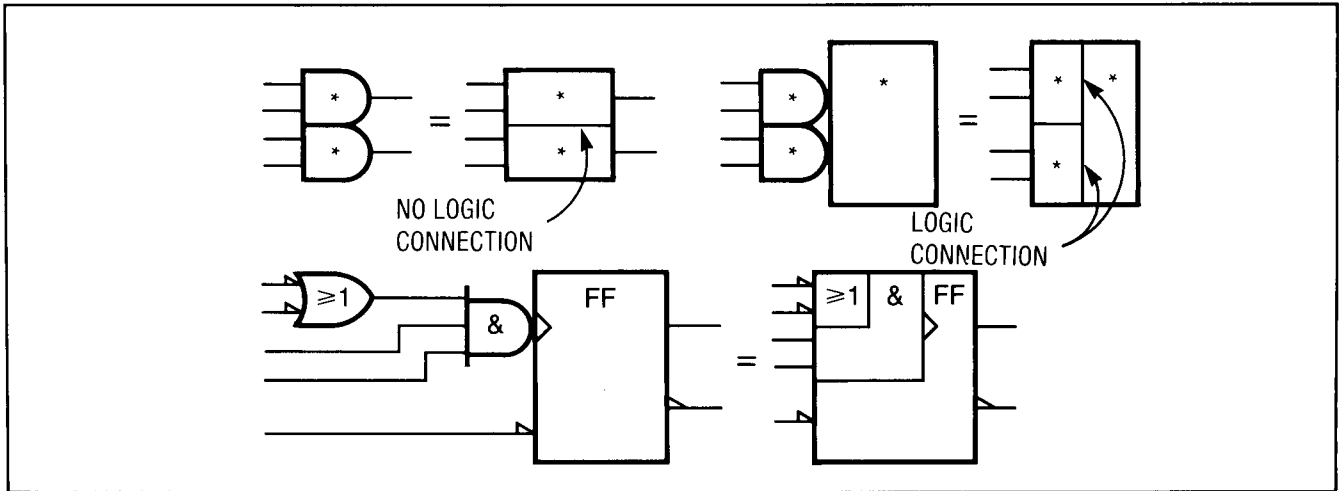 * = * * * = * *
* * * *
NO LOGIC
CONNECTION
LOGIC
CONNECTION
≥1 & FF = ≥1 & FF